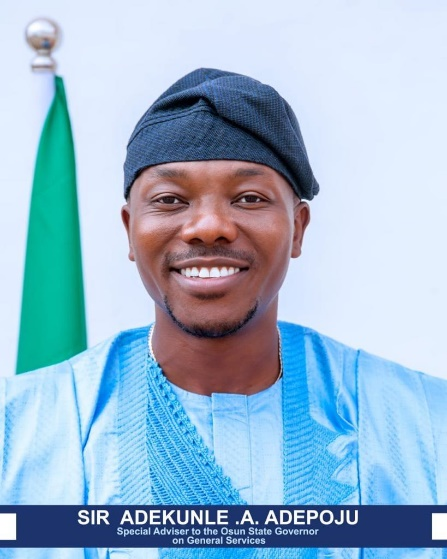 SIR ADEKUNLE .A. ADEPOJU
Special Adviser to the Osun State Governor
on General Services